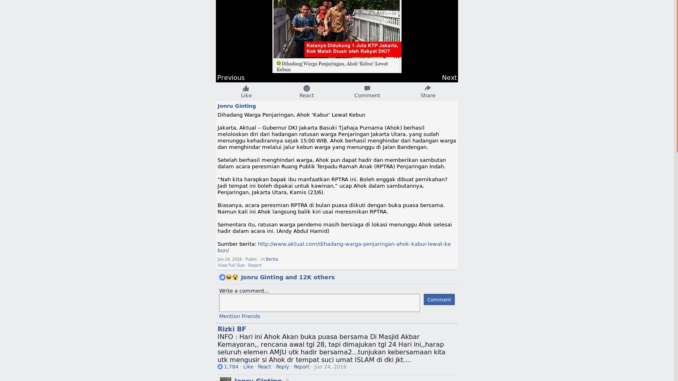 Katanya Didukung 1 Juta KTP Jakarta,
Kok Malah Diusir oleh Rakyat DKI?
Dihadang Warga Penjaringan, Ahok 'Kabur' Lewat
Kebun
Previous
Next
Like
React
Comment
Share
Jonru Ginting
Dihadang Warga Penjaringan, Ahok 'Kabur' Lewat Kebun
Jakarta, Aktual – Gubernur DKI Jakarta Basuki Tjahaja Purnama (Ahok) berhasil
meloloskan diri dari hadangan ratusan warga Penjaringan Jakarta Utara, yang sudah
menunggu kehadirannya sejak 15:00 WIB. Ahok berhasil menghindar dari hadangan warga
dan menghindar melalui jalur kebun warga yang menunggu di Jalan Bandengan.
Setelah berhasil menghindari warga, Ahok pun dapat hadir dan memberikan sambutan
dalam acara peresmian Ruang Publik Terpadu Ramah Anak (RPTRA) Penjaringan Indah.
"Nah kita harapkan bapak ibu manfaatkan RPTRA ini. Boleh enggak dibuat pernikahan?
Jadi tempat ini boleh dipakai untuk kawinan," ucap Ahok dalam sambutannya,
Penjaringan, Jakarta Utara, Kamis (23/6).
Biasanya, acara peresmian RPTRA di bulan puasa diikuti dengan buka puasa bersama.
Namun kali ini Ahok langsung balik kiri usai meresmikan RPTRA.
Sementara itu, ratusan warga pendemo masih bersiaga di lokasi menunggu Ahok selesai
hadir dalam acara ini. (Andy Abdul Hamid)
Sumber berita: http://www.aktual.com/dihadang-warga-penjaringan-ahok-kabur-lewat-ke
bun/
Jun 24, 2016 · Public · in Berita
View Full Size · Report
Jonru Ginting and 12K others
Write a comment...
Comment
Mention Friends
Rizki BF
INFO : Hari ini Ahok Akan buka puasa bersama Di Masjid Akbar
Kemayoran,, rencana awal tgl 28, tapi dimajukan tgl 24 Hari ini,,harap
seluruh elemen AMJU utk hadir bersama2...tunjukan kebersamaan kita
utk mengusir si Ahok dr tempat suci umat ISLAM di dki jkt....
1,784 · Like · React · Reply · Report · Jun 24, 2016
Jonru Ginting